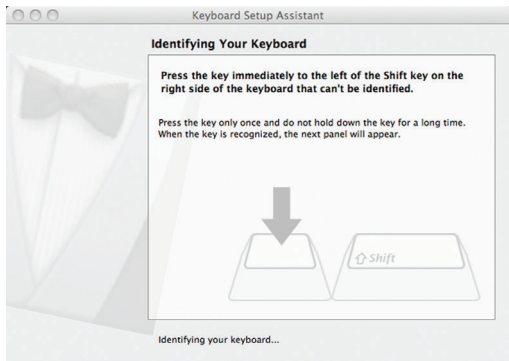 Keyboard Setup Assistant
Identifying Your Keyboard
Press the key immediately to the left of the Shift key on the
right side of the keyboard that can't be identified.
Press the key only once and do not hold down the key for a long time.
When the key is recognized, the next panel will appear.
⇧ Shift
Identifying your keyboard...